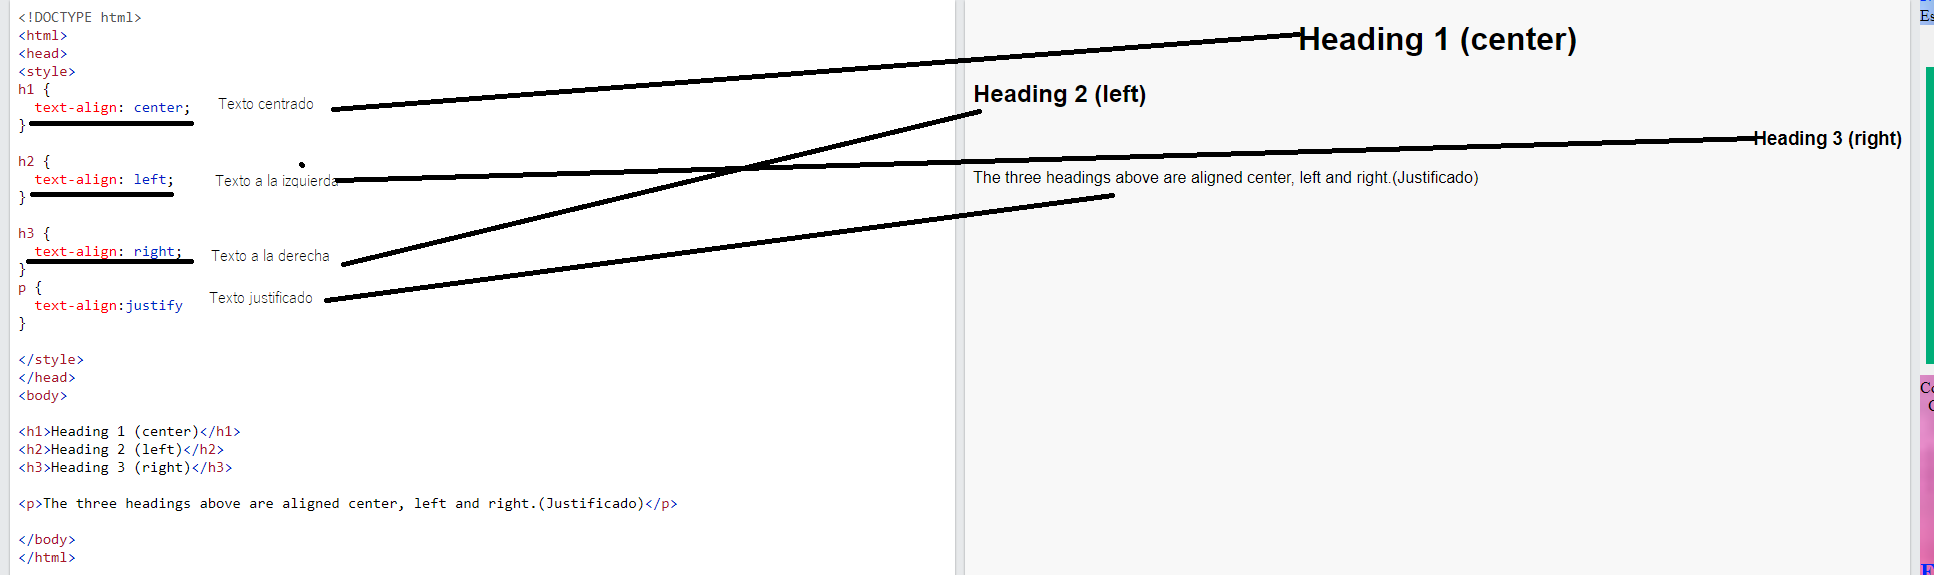 <!DOCTYPE html>
<html>
<head>
<style>
h1 {
text-align: center;
Texto centrado
}
h2 {
text-align: left;
Texto a la izquierda
}
h3 {
text-align: right;
Texto a la derecha
}
p {
Texto justificado
text-align:justify
}
</style>
</head>
<body>
<h1>Heading 1 (center)</h1>
<h2>Heading 2 (left)</h2>
<h3>Heading 3 (right)</h3>
<p>The three headings above are aligned center, left and right.(Justificado)</p>
</body>
</html>
Heading 1 (center)
Heading 2 (left)
Heading 3 (right)
The three headings above are aligned center, left and right.(Justificado)
Es